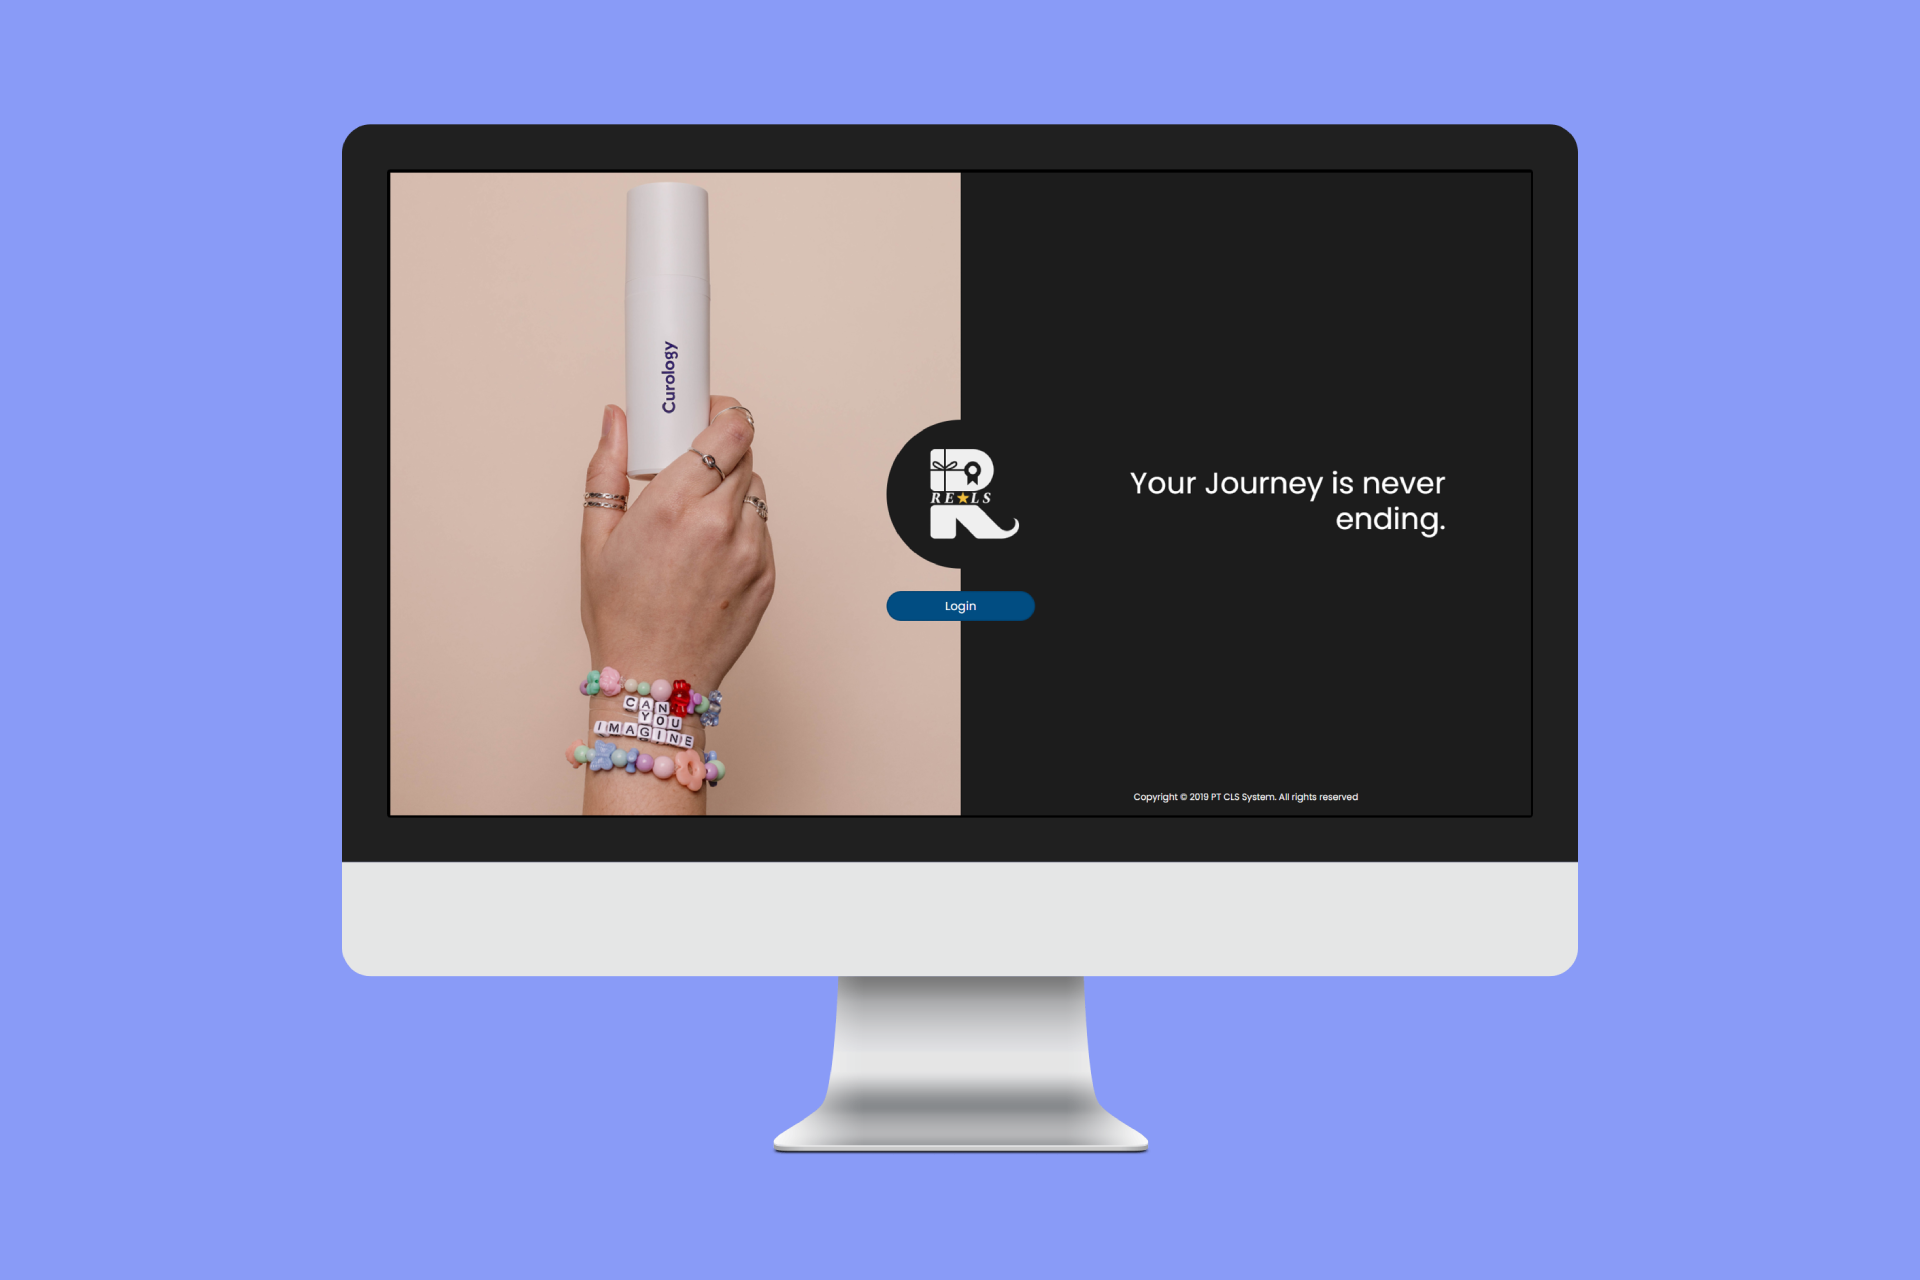 Curology
CAN
YOU
IMAGINE
R
RE★LS
Login
Your Journey is never
ending.
Copyright © 2019 PT CLS System. All rights reserved